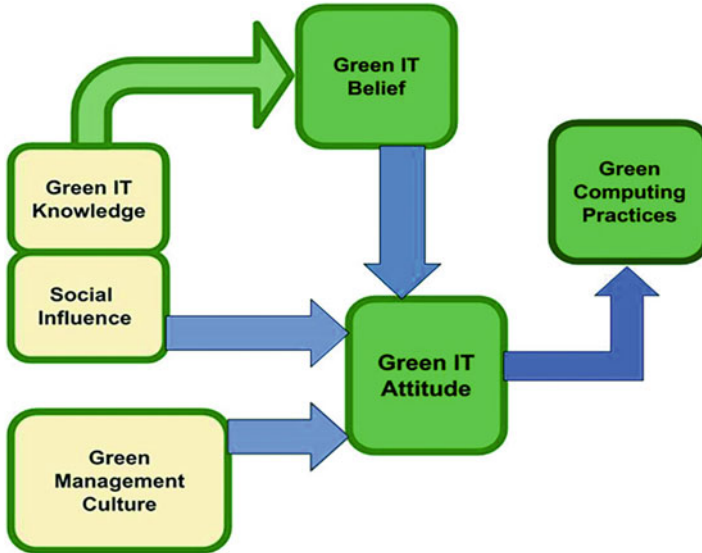 Green IT
Belief
Green IT
Knowledge
Green
Computing
Practices
Social
Influence
Green IT
Attitude
Green
Management
Culture